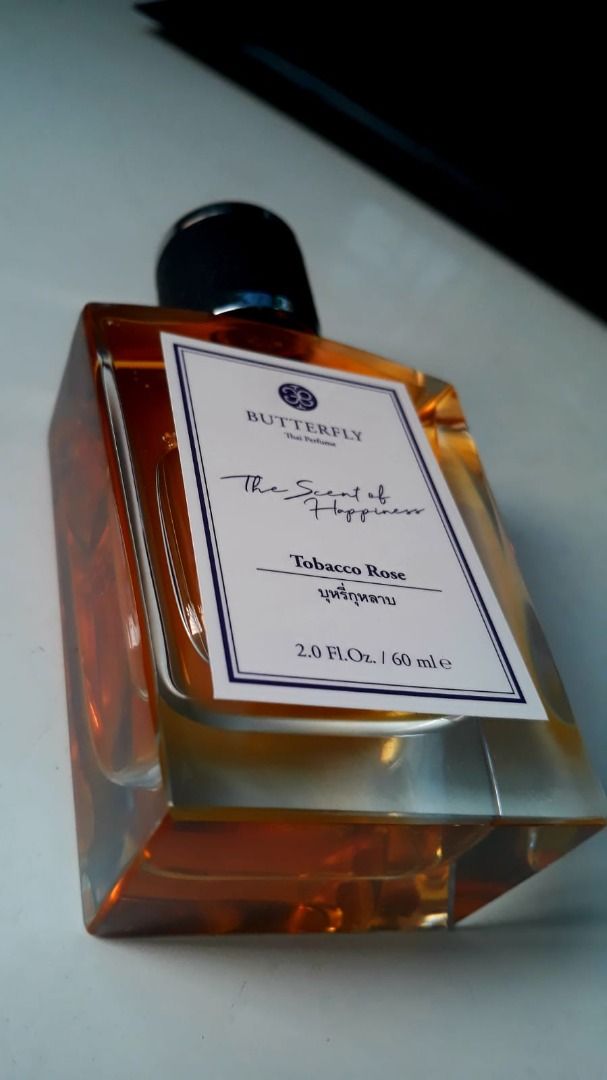 BUTTERFLY
Thai Perfume
The Scent of
Happiness
Tobacco Rose
บุหรี่กุหลาบ
2.0 Fl.Oz. / 60 ml ℮